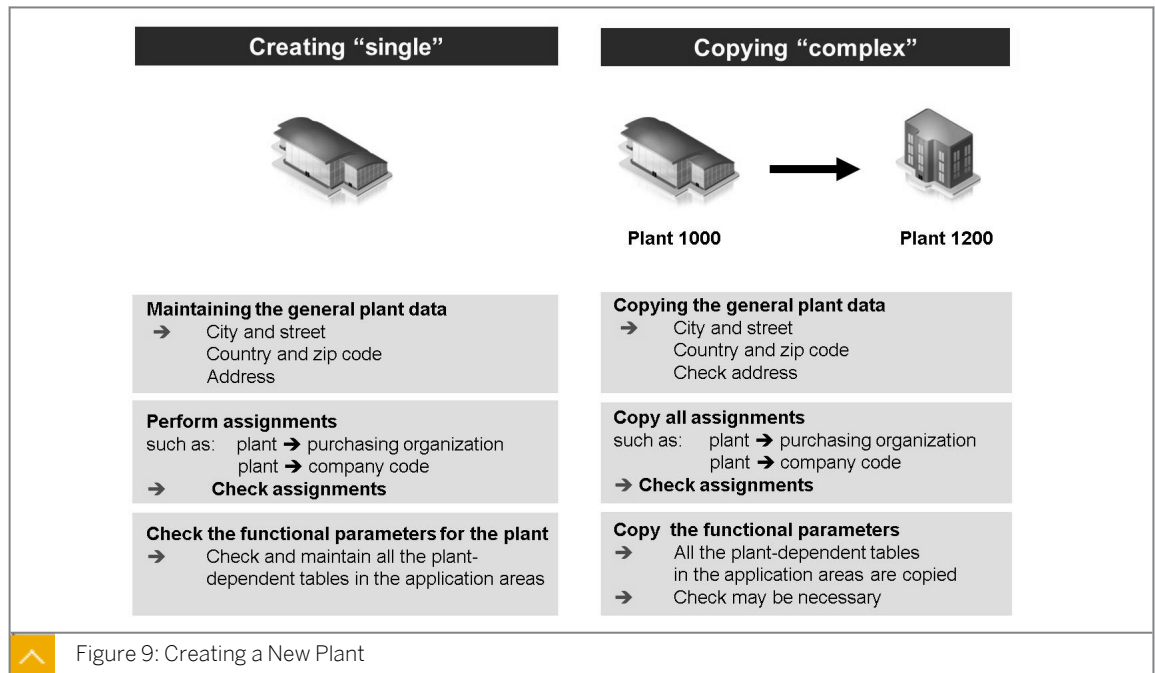 Creating “single”
Maintaining the general plant data
➔ City and street
Country and zip code
Address
Perform assignments
such as: plant ➔ purchasing organization
plant ➔ company code
➔ Check assignments
Check the functional parameters for the plant
➔ Check and maintain all the plant-
dependent tables in the application areas
Copying “complex”
Plant 1000
Plant 1200
Copying the general plant data
➔ City and street
Country and zip code
Check address
Copy all assignments
such as: plant ➔ purchasing organization
plant ➔ company code
➔ Check assignments
Copy the functional parameters
➔ All the plant-dependent tables
in the application areas are copied
➔ Check may be necessary
Figure 9: Creating a New Plant